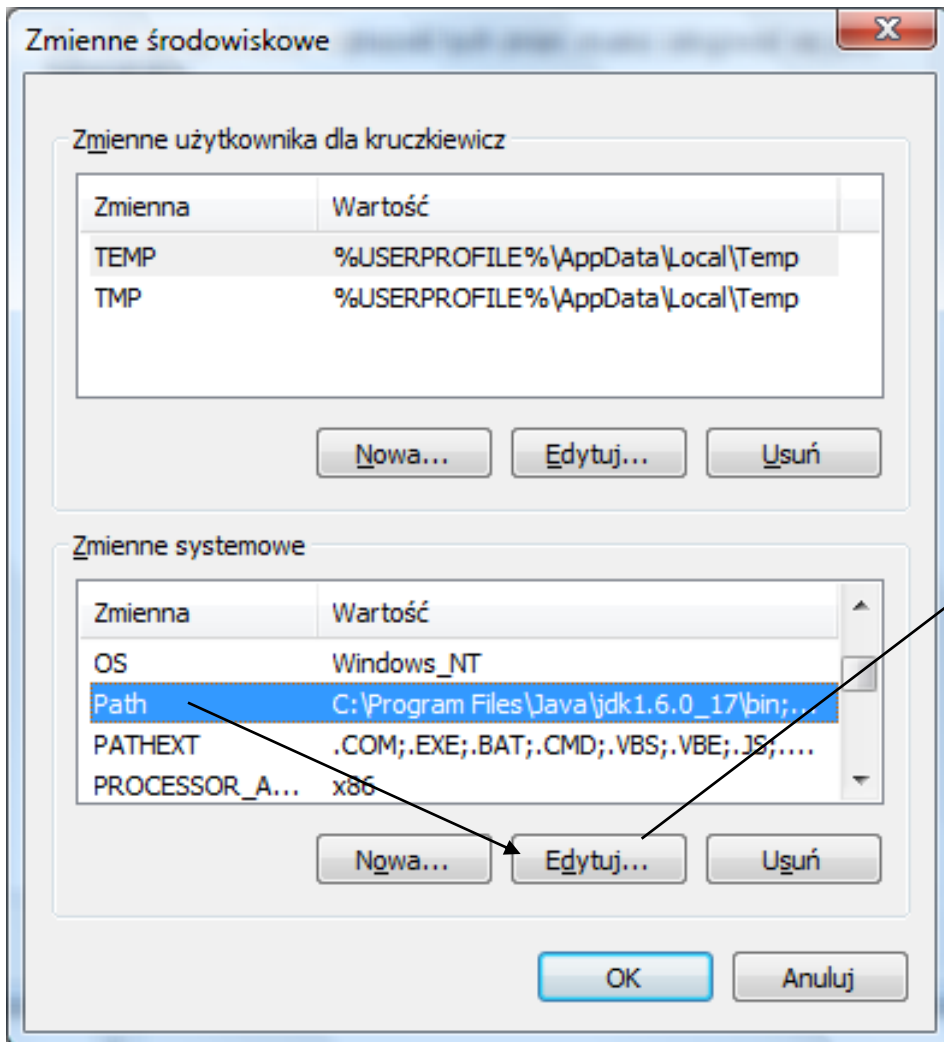 Zmienne środowiskowe
Zmienne użytkownika dla kruczkiewicz
Zmienna Wartość
TEMP %USERPROFILE%\AppData\Local\Temp
TMP %USERPROFILE%\AppData\Local\Temp
Nowa... Edytuj... Usuń
Zmienne systemowe
Zmienna Wartość
OS Windows_NT
Path C:\Program Files\Java\jdk1.6.0_17\bin;...
PATHEXT .COM;.EXE;.BAT;.CMD;.VBS;.VBE;.JS;....
PROCESSOR_A... x86
Nowa... Edytuj... Usuń
OK Anuluj